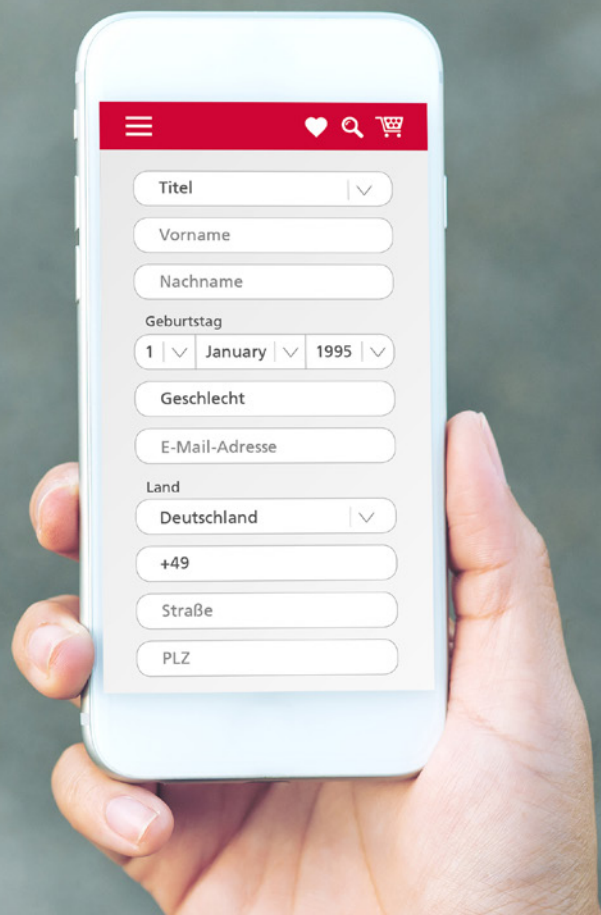 Titel
Vorname
Nachname
Geburtstag
1 January 1995
Geschlecht
E-Mail-Adresse
Land
Deutschland
+49
Straße
PLZ